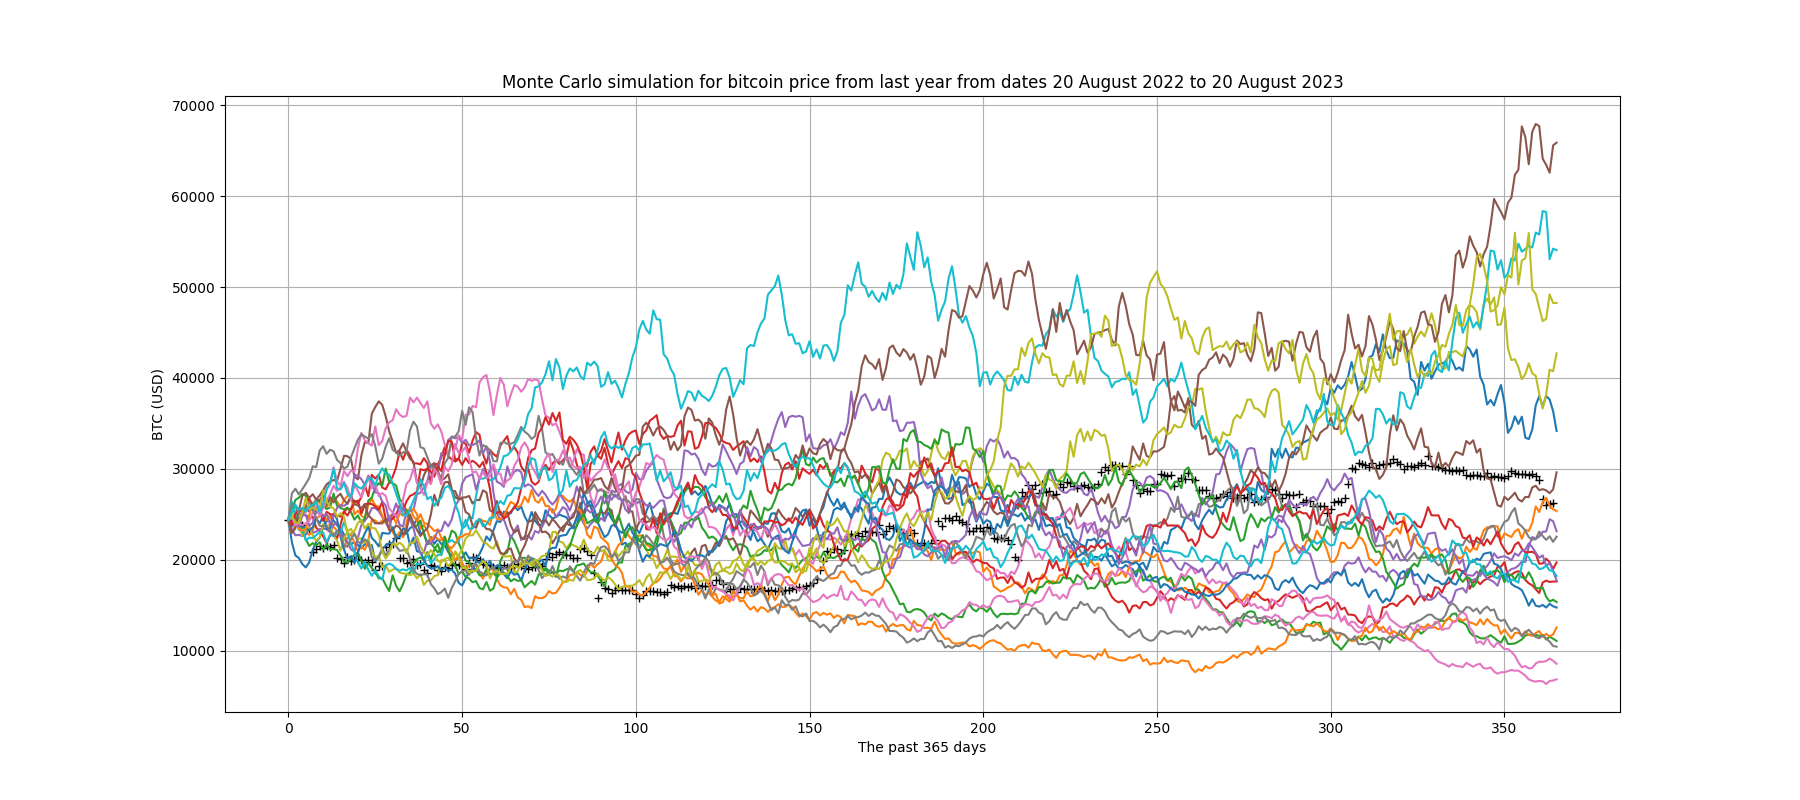 Monte Carlo simulation for bitcoin price from last year from dates 20 August 2022 to 20 August 2023
70000
60000
50000
40000
30000
20000
10000
BTC (USD)
0 50 100 150 200 250 300 350
The past 365 days